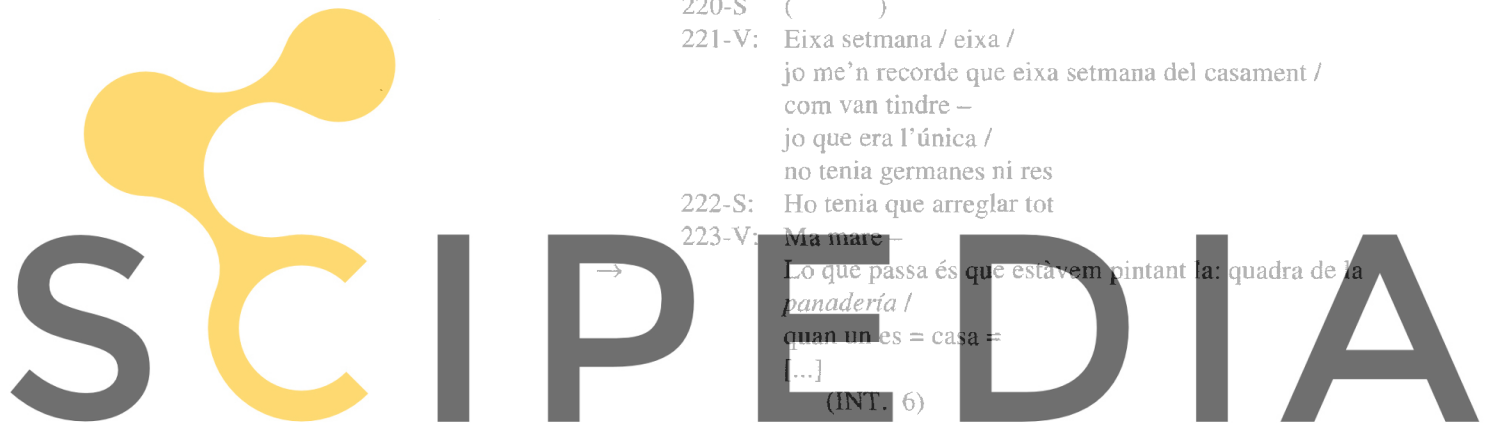 220-S ( )
221-V: Eixa setmana / eixa /
jo me'n recorde que eixa setmana del casament /
com van tindre –
jo que era l'única /
no tenia germanes ni res
222-S: Ho tenia que arreglar tot
223-V: Ma mare –
→ Lo que passa és que estàvem pintant la: quadra de la
panadería /
quan un es = casa =
[...]
(INT. 6)
SCIPEDIA